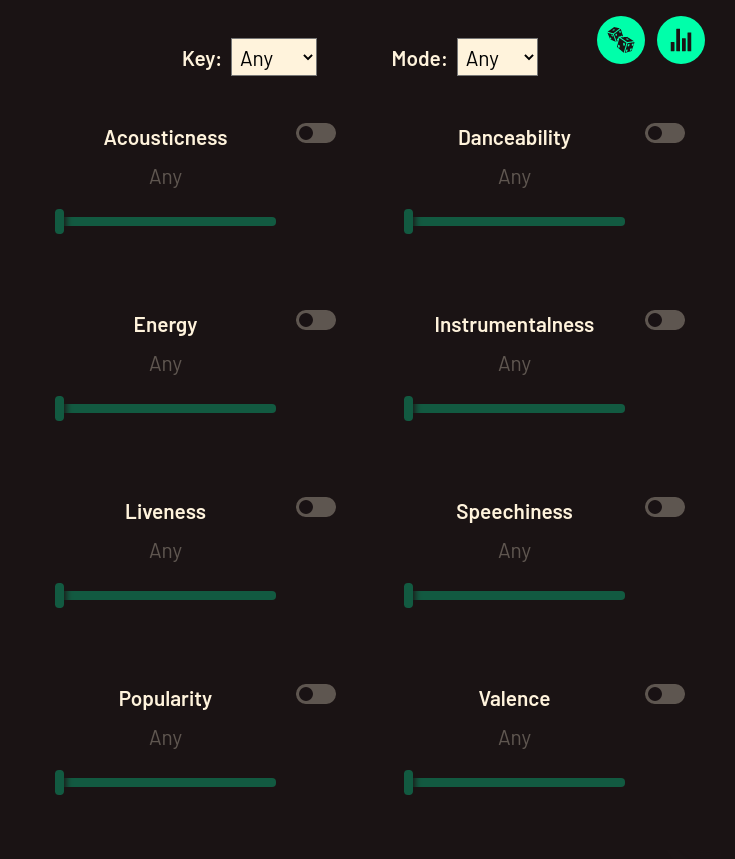 Key: Any Mode: Any
Acousticness Danceability
Any Any
Energy Instrumentalness
Any Any
Liveness Speechiness
Any Any
Popularity Valence
Any Any